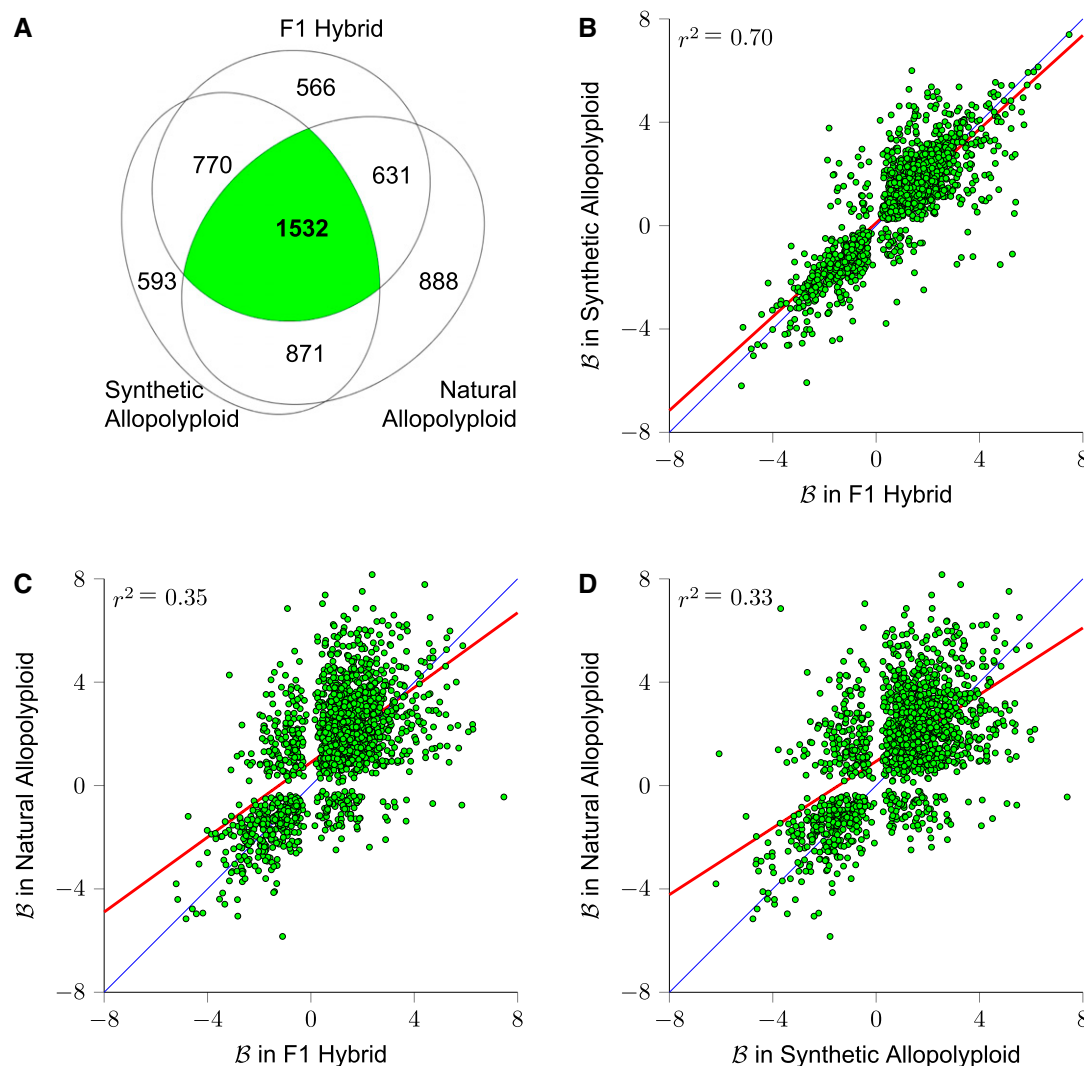 A
F1 Hybrid
566
770
631
1532
593
888
871
Synthetic
Allopolyploid
Natural
Allopolyploid
B
r² = 0.70
8
4
0
−4
−8
ℬ in Synthetic Allopolyploid
−8 −4 0 4 8
ℬ in F1 Hybrid
C
r² = 0.35
8
4
0
−4
−8
ℬ in Natural Allopolyploid
−8 −4 0 4 8
ℬ in F1 Hybrid
D
r² = 0.33
8
4
0
−4
−8
ℬ in Natural Allopolyploid
−8 −4 0 4 8
ℬ in Synthetic Allopolyploid